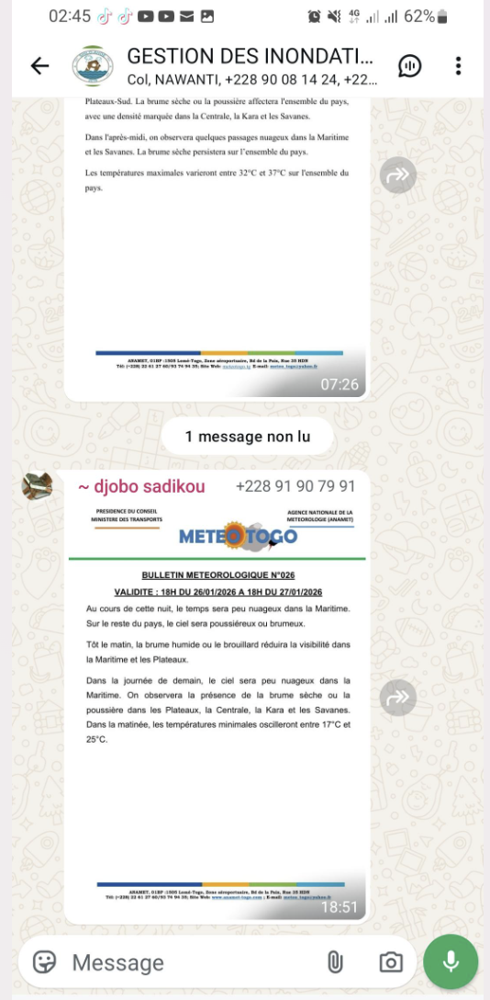 02:45
4G
62%
GESTION DES INONDATI...
Col, NAWANTI, +228 90 08 14 24, +22...
Plateaux-Sud. La brume sèche ou la poussière affectera l'ensemble du pays,
avec une densité marquée dans la Centrale, la Kara et les Savanes.
Dans l'après-midi, on observera quelques passages nuageux dans la Maritime
et les Savanes. La brume sèche persistera sur l'ensemble du pays.
Les températures maximales varieront entre 32°C et 37°C sur l'ensemble du
pays.
ANAMET, 01BP :1505 Lomé-Togo, Zone aéroportuaire, Bd de la Paix, Rue 35 HDN
Tél: (+228) 22 61 27 60/93 74 94 35; Site Web: meteotogo.tg E-mail: meteo_togo@yahoo.fr
07:26
1 message non lu
~ djobo sadikou +228 91 90 79 91
PRESIDENCE DU CONSEIL
MINISTERE DES TRANSPORTS
AGENCE NATIONALE DE LA
METEOROLOGIE (ANAMET)
METEO TOGO
BULLETIN METEOROLOGIQUE N°026
VALIDITE : 18H DU 26/01/2026 A 18H DU 27/01/2026
Au cours de cette nuit, le temps sera peu nuageux dans la Maritime.
Sur le reste du pays, le ciel sera poussiéreux ou brumeux.
Tôt le matin, la brume humide ou le brouillard réduira la visibilité dans
la Maritime et les Plateaux.
Dans la journée de demain, le ciel sera peu nuageux dans la
Maritime. On observera la présence de la brume sèche ou la
poussière dans les Plateaux, la Centrale, la Kara et les Savanes.
Dans la matinée, les températures minimales oscilleront entre 17°C et
25°C.
ANAMET, 01BP :1505 Lomé-Togo, Zone aéroportuaire, Bd de la Paix, Rue 35 HDN
Tél: (+228) 22 61 27 60/93 74 94 35; Site Web: www.anamet-togo.com ; E-mail: meteo_togo@yahoo.fr
18:51
Message